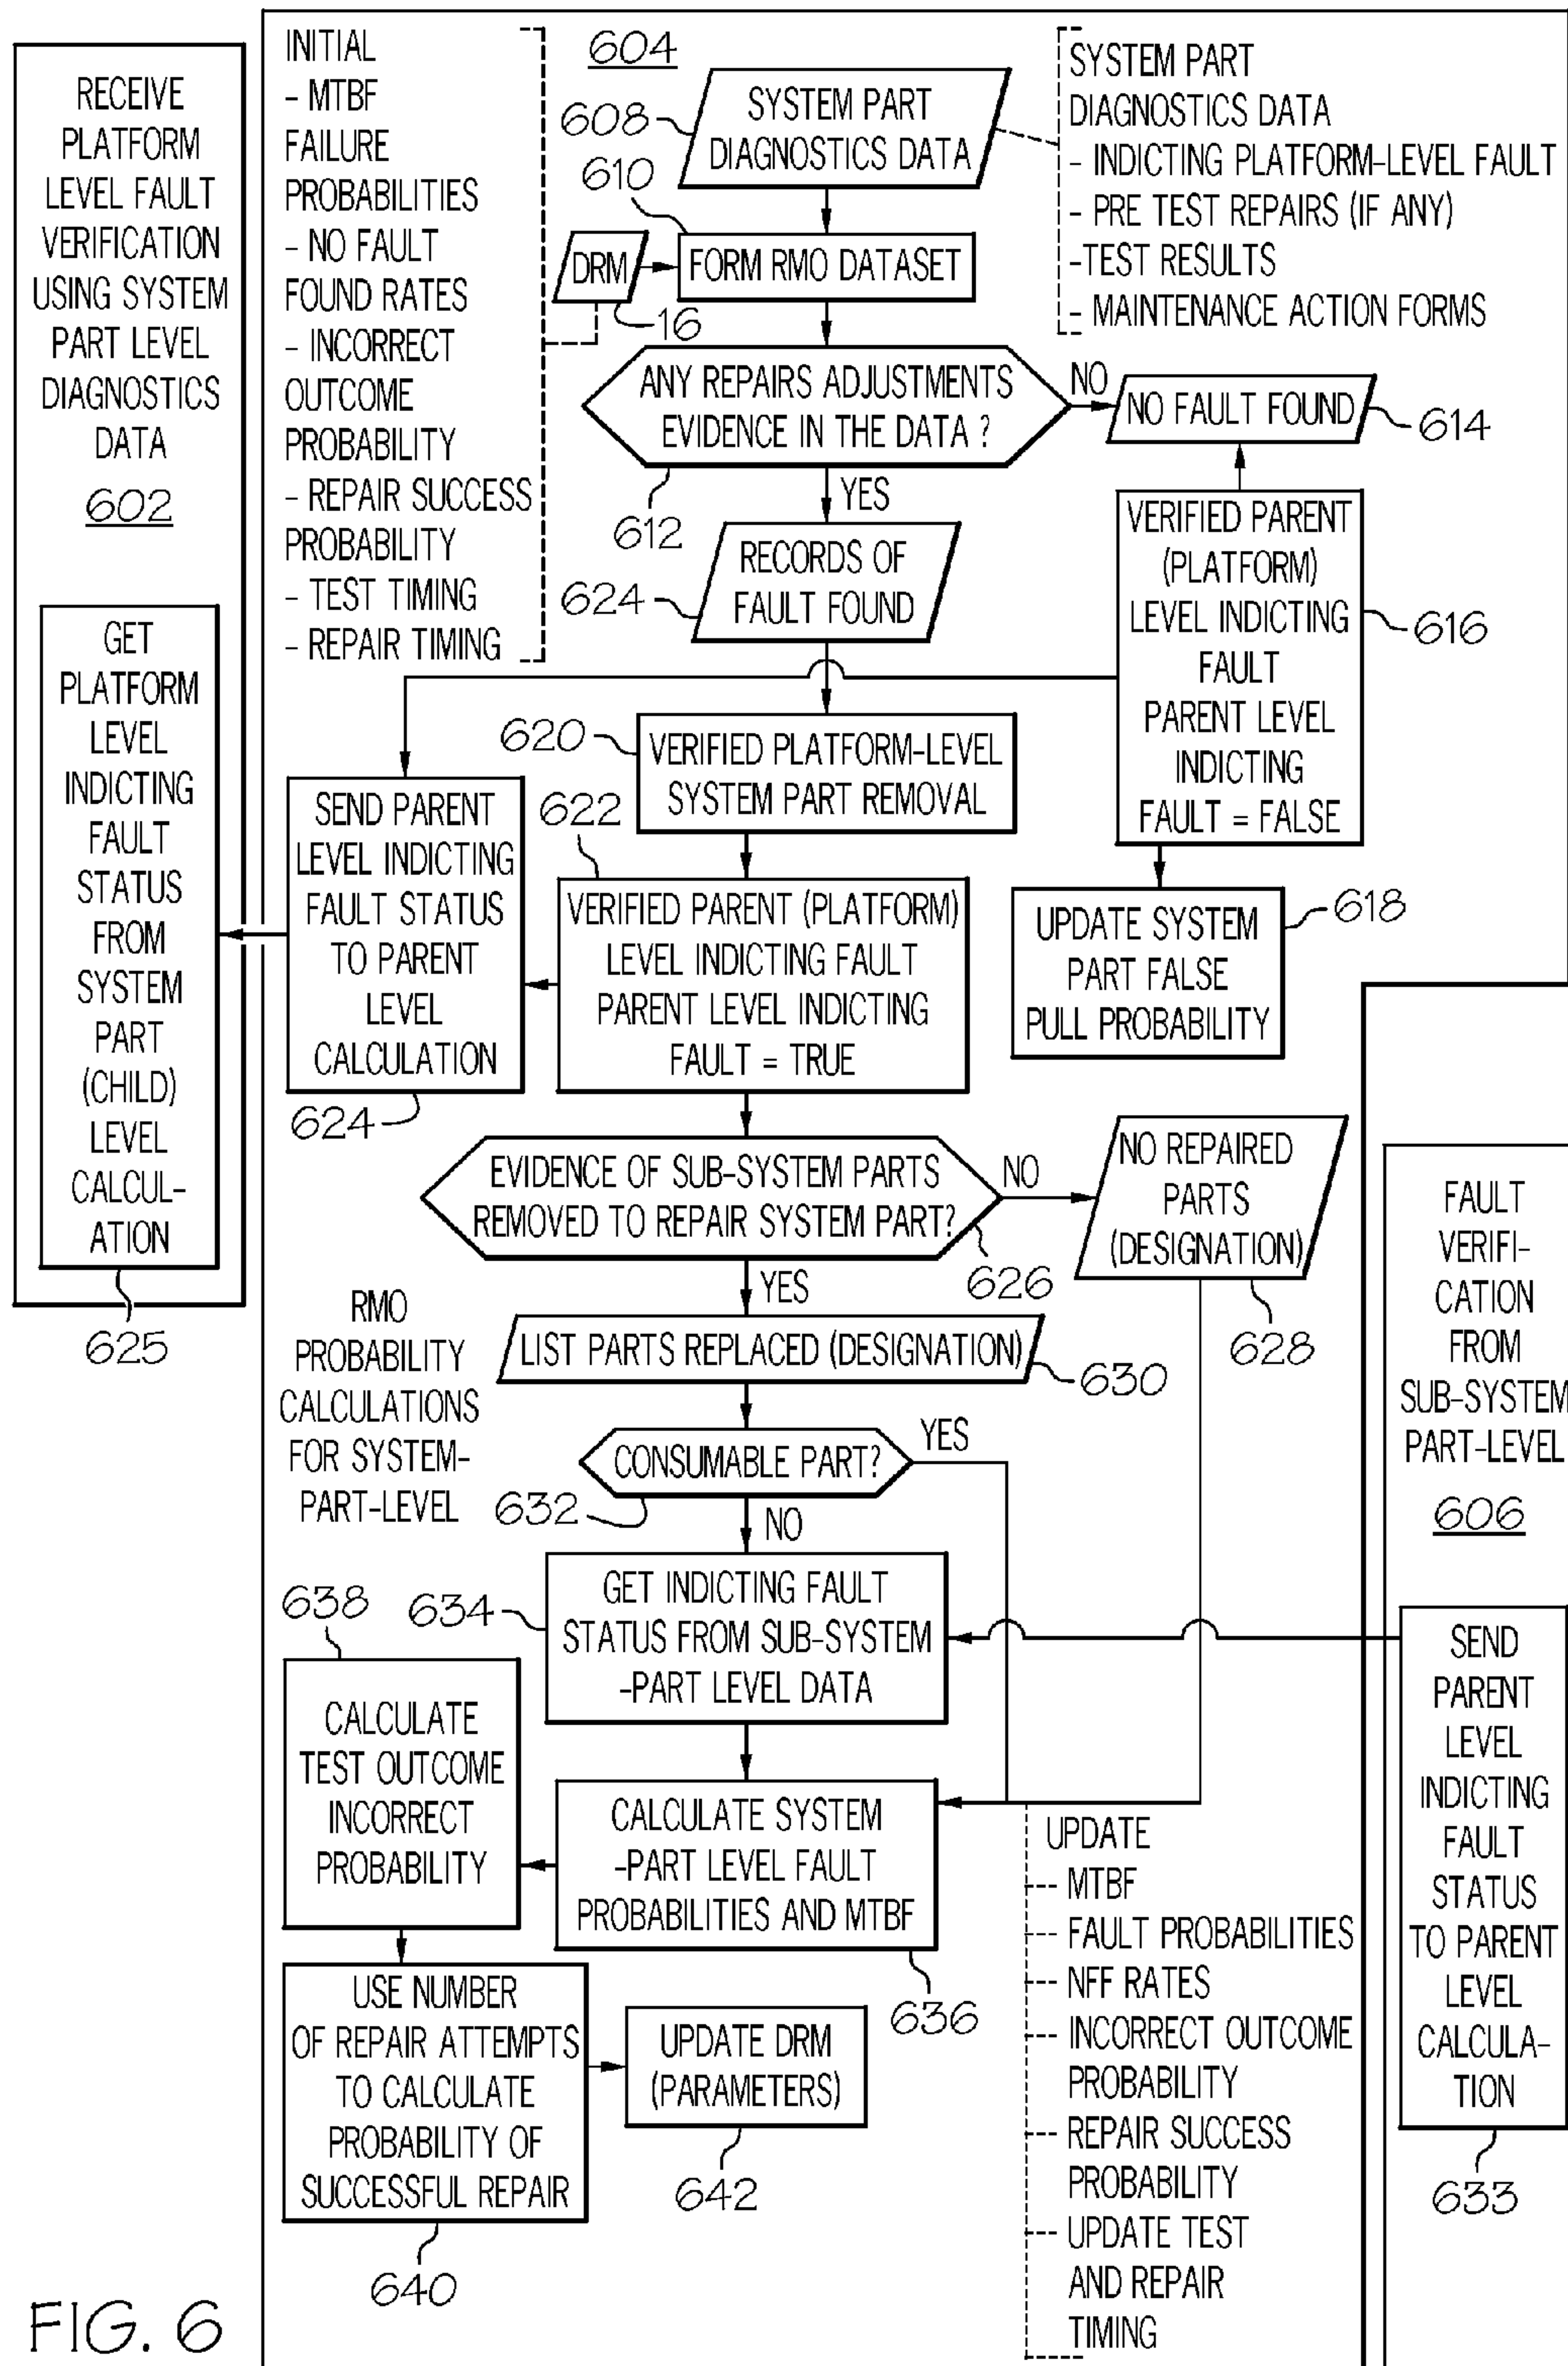 RECEIVE
PLATFORM
LEVEL FAULT
VERIFICATION
USING SYSTEM
PART LEVEL
DIAGNOSTICS
DATA
602
GET
PLATFORM
LEVEL
INDICTING
FAULT
STATUS
FROM
SYSTEM
PART
(CHILD)
LEVEL
CALCUL-
ATION
625
INITIAL
- MTBF
FAILURE
PROBABILITIES
- NO FAULT
FOUND RATES
- INCORRECT
OUTCOME
PROBABILITY
- REPAIR SUCCESS
PROBABILITY
- TEST TIMING
- REPAIR TIMING
604
608
SYSTEM PART
DIAGNOSTICS DATA
SYSTEM PART
DIAGNOSTICS DATA
- INDICTING PLATFORM-LEVEL FAULT
- PRE TEST REPAIRS (IF ANY)
-TEST RESULTS
- MAINTENANCE ACTION FORMS
610
DRM
16
FORM RMO DATASET
ANY REPAIRS ADJUSTMENTS
EVIDENCE IN THE DATA ?
612
NO
NO FAULT FOUND
614
YES
RECORDS OF
FAULT FOUND
624
VERIFIED PARENT
(PLATFORM)
LEVEL INDICTING
FAULT
PARENT LEVEL
INDICTING
FAULT = FALSE
616
620
VERIFIED PLATFORM-LEVEL
SYSTEM PART REMOVAL
UPDATE SYSTEM
PART FALSE
PULL PROBABILITY
618
622
VERIFIED PARENT (PLATFORM)
LEVEL INDICTING FAULT
PARENT LEVEL INDICTING
FAULT = TRUE
SEND PARENT
LEVEL INDICTING
FAULT STATUS
TO PARENT
LEVEL
CALCULATION
624
EVIDENCE OF SUB-SYSTEM PARTS
REMOVED TO REPAIR SYSTEM PART?
626
NO
NO REPAIRED
PARTS
(DESIGNATION)
628
YES
LIST PARTS REPLACED (DESIGNATION)
630
RMO
PROBABILITY
CALCULATIONS
FOR SYSTEM-
PART-LEVEL
CONSUMABLE PART?
632
YES
NO
634
GET INDICTING FAULT
STATUS FROM SUB-SYSTEM
-PART LEVEL DATA
CALCULATE SYSTEM
-PART LEVEL FAULT
PROBABILITIES AND MTBF
636
638
CALCULATE
TEST OUTCOME
INCORRECT
PROBABILITY
USE NUMBER
OF REPAIR ATTEMPTS
TO CALCULATE
PROBABILITY OF
SUCCESSFUL REPAIR
640
UPDATE DRM
(PARAMETERS)
642
UPDATE
MTBF
FAULT PROBABILITIES
NFF RATES
INCORRECT OUTCOME
PROBABILITY
REPAIR SUCCESS
PROBABILITY
UPDATE TEST
AND REPAIR
TIMING
FAULT
VERIFI-
CATION
FROM
SUB-SYSTEM
PART-LEVEL
606
SEND
PARENT
LEVEL
INDICTING
FAULT
STATUS
TO PARENT
LEVEL
CALCULA-
TION
633
FIG. 6